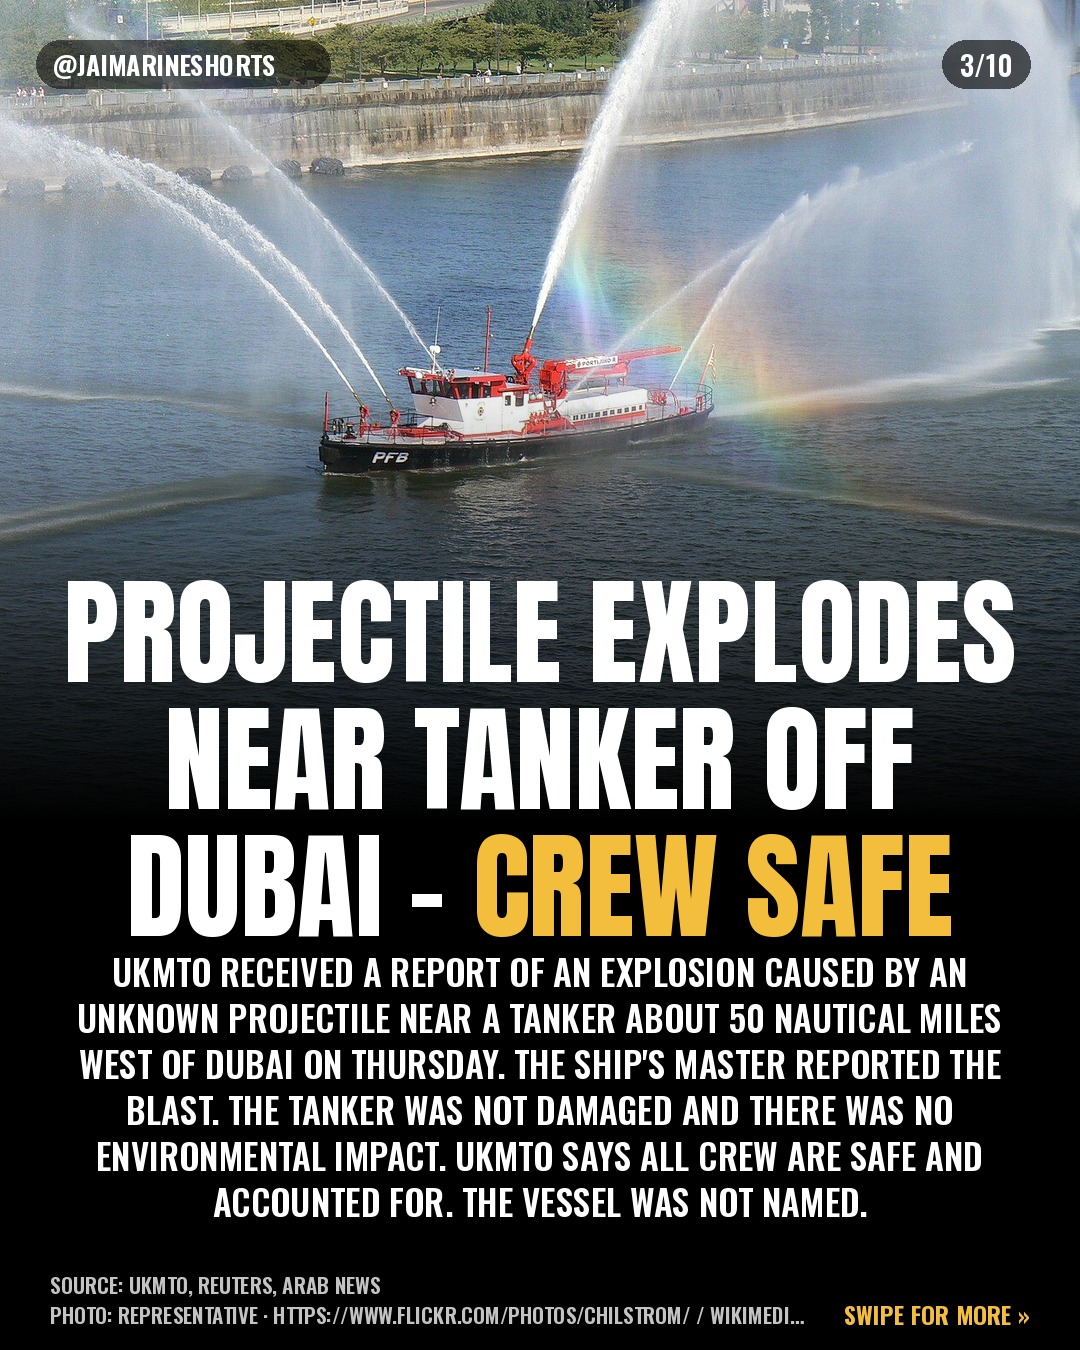 @JAIMARINESHORTS
3/10
PORTLAND
PFB
PROJECTILE EXPLODES
NEAR TANKER OFF
DUBAI - CREW SAFE
UKMTO RECEIVED A REPORT OF AN EXPLOSION CAUSED BY AN
UNKNOWN PROJECTILE NEAR A TANKER ABOUT 50 NAUTICAL MILES
WEST OF DUBAI ON THURSDAY. THE SHIP'S MASTER REPORTED THE
BLAST. THE TANKER WAS NOT DAMAGED AND THERE WAS NO
ENVIRONMENTAL IMPACT. UKMTO SAYS ALL CREW ARE SAFE AND
ACCOUNTED FOR. THE VESSEL WAS NOT NAMED.
SOURCE: UKMTO, REUTERS, ARAB NEWS
PHOTO: REPRESENTATIVE · HTTPS://WWW.FLICKR.COM/PHOTOS/CHILSTROM/ / WIKIMEDI...
SWIPE FOR MORE »